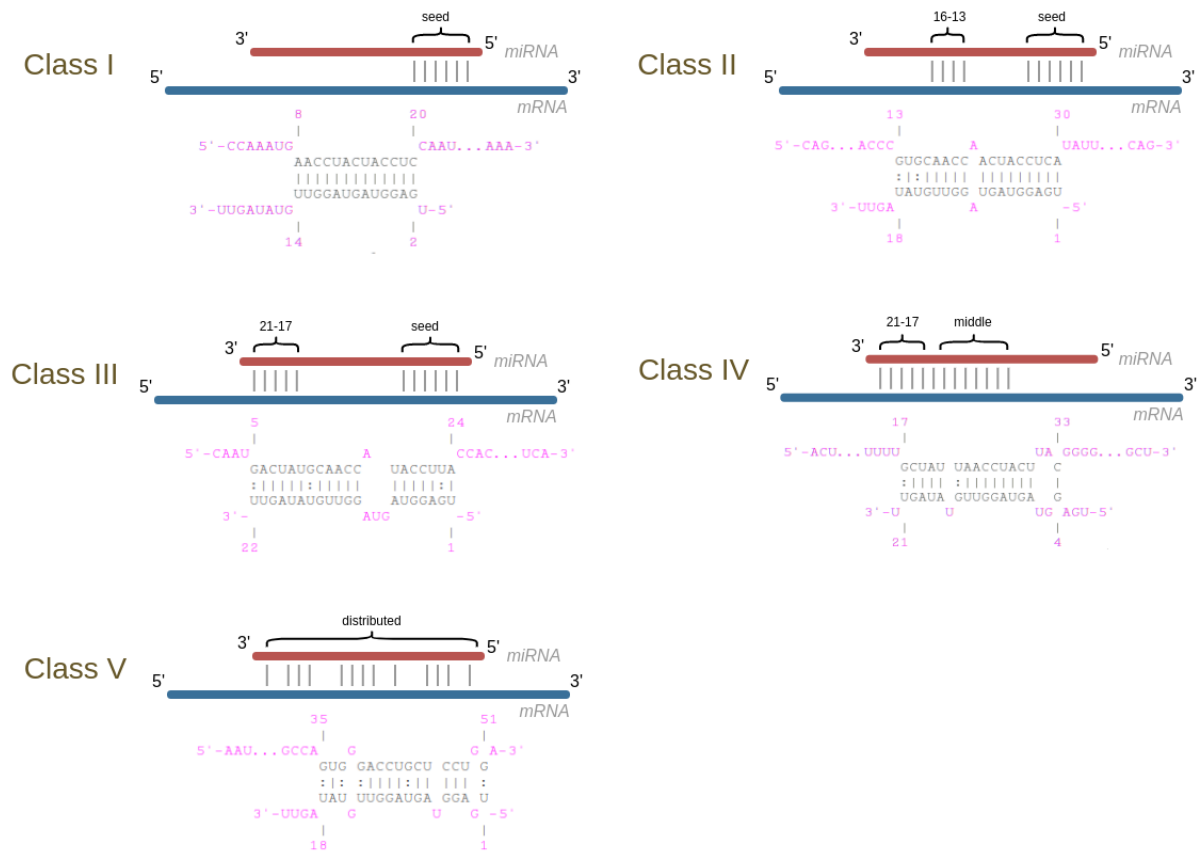 Class I
seed
3' 5' miRNA
5' 3'
mRNA
8 20
| |
5'-CCAAAUG CAAU...AAA-3'
AACCUACUACCUC
|||||||||||||
UUGGAUGAUGGAG
3'-UUGAUAUG U-5'
| |
14 2
Class II
16-13 seed
3' 5' miRNA
5' 3'
mRNA
13 30
| |
5'-CAG...ACCC A UAUU...CAG-3'
GUGCAACC ACUACCUCA
:|:||||| |||||||||
UAUGUUGG UGAUGGAGU
3'-UUGA A -5'
| |
18 1
Class III
21-17 seed
3' 5' miRNA
5' 3'
mRNA
5 24
| |
5'-CAAU A CCAC...UCA-3'
GACUAUGCAACC UACCUUA
:|||||:||||| |||||:|
UUGAUAUGUUGG AUGGAGU
3'- AUG -5'
| |
22 1
Class IV
21-17 middle
3' 5' miRNA
5' 3'
mRNA
17 33
| |
5'-ACU...UUUU UA GGGG...GCU-3'
GCUAU UAACCUACU C
:|||| :|||||||| |
UGAUA GUUGGAUGA G
3'-U U UG AGU-5'
| |
21 4
Class V
distributed
3' 5' miRNA
5' 3'
mRNA
35 51
| |
5'-AAU...GCCA G G A-3'
GUG GACCUGCU CCUG G
:|: :||||:|| ||| :
UAU UUGGAUGA GGA U
3'-UUGA G U G -5'
| |
18 1